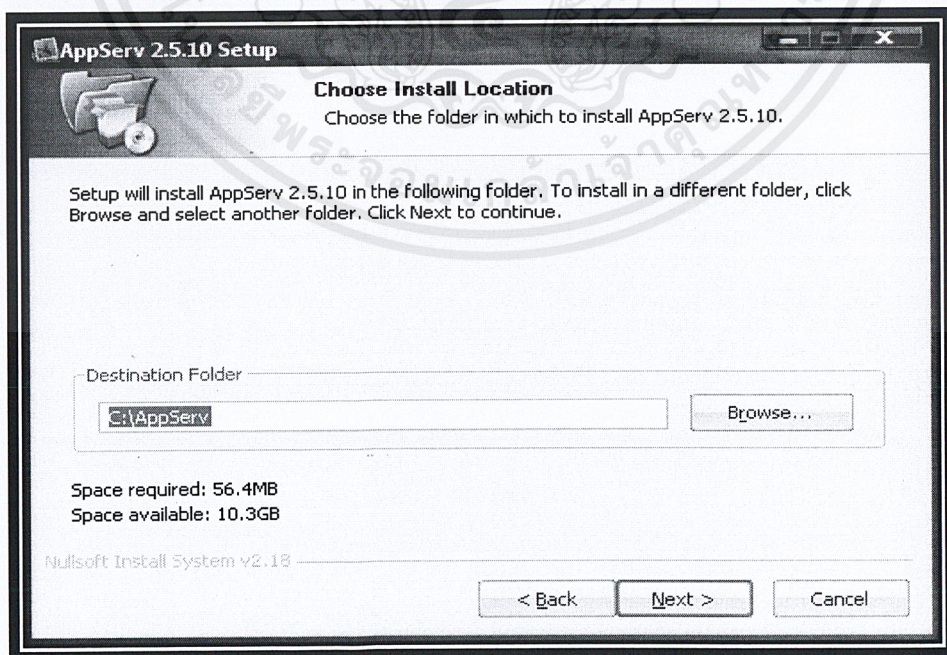 AppServ 2.5.10 Setup
Choose Install Location
Choose the folder in which to install AppServ 2.5.10.
Setup will install AppServ 2.5.10 in the following folder. To install in a different folder, click
Browse and select another folder. Click Next to continue.
Destination Folder
C:\AppServ
Browse...
Space required: 56.4MB
Space available: 10.3GB
Nullsoft Install System v2.18
< Back
Next >
Cancel